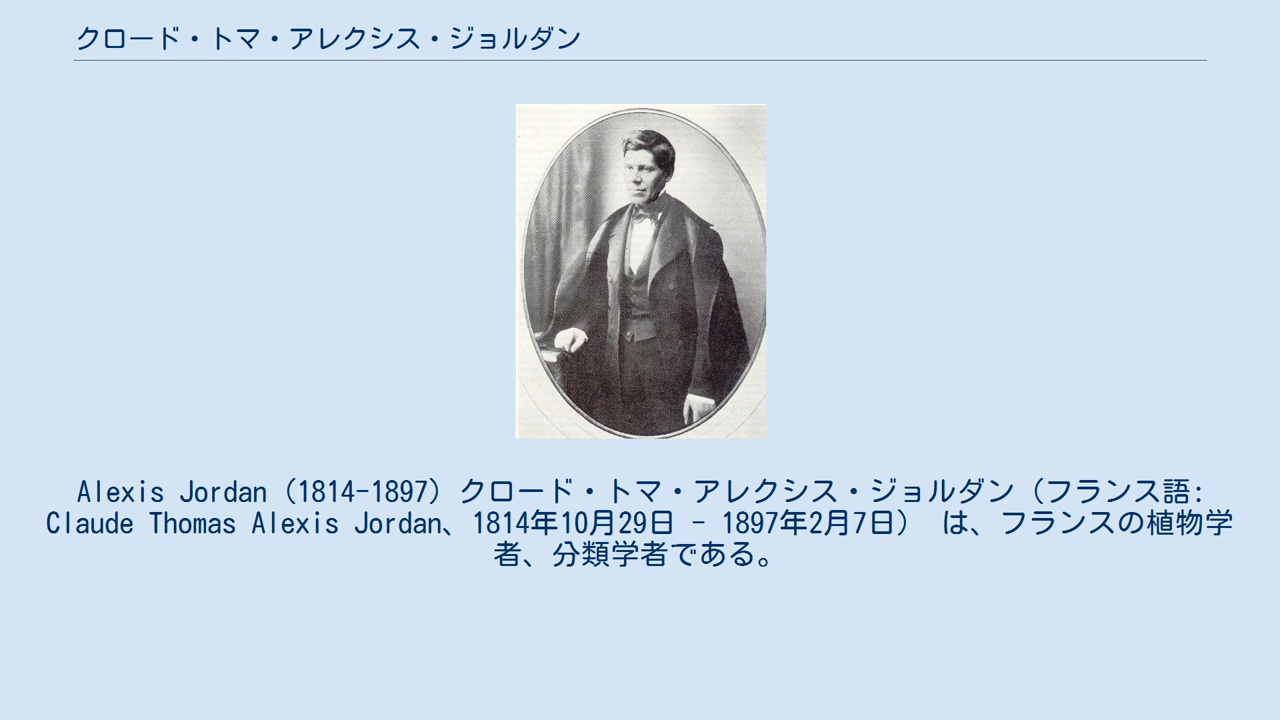 クロード・トマ・アレクシス・ジョルダン
Alexis Jordan（1814-1897）クロード・トマ・アレクシス・ジョルダン（フランス語:
Claude Thomas Alexis Jordan、1814年10月29日 - 1897年2月7日） は、フランスの植物学
者、分類学者である。